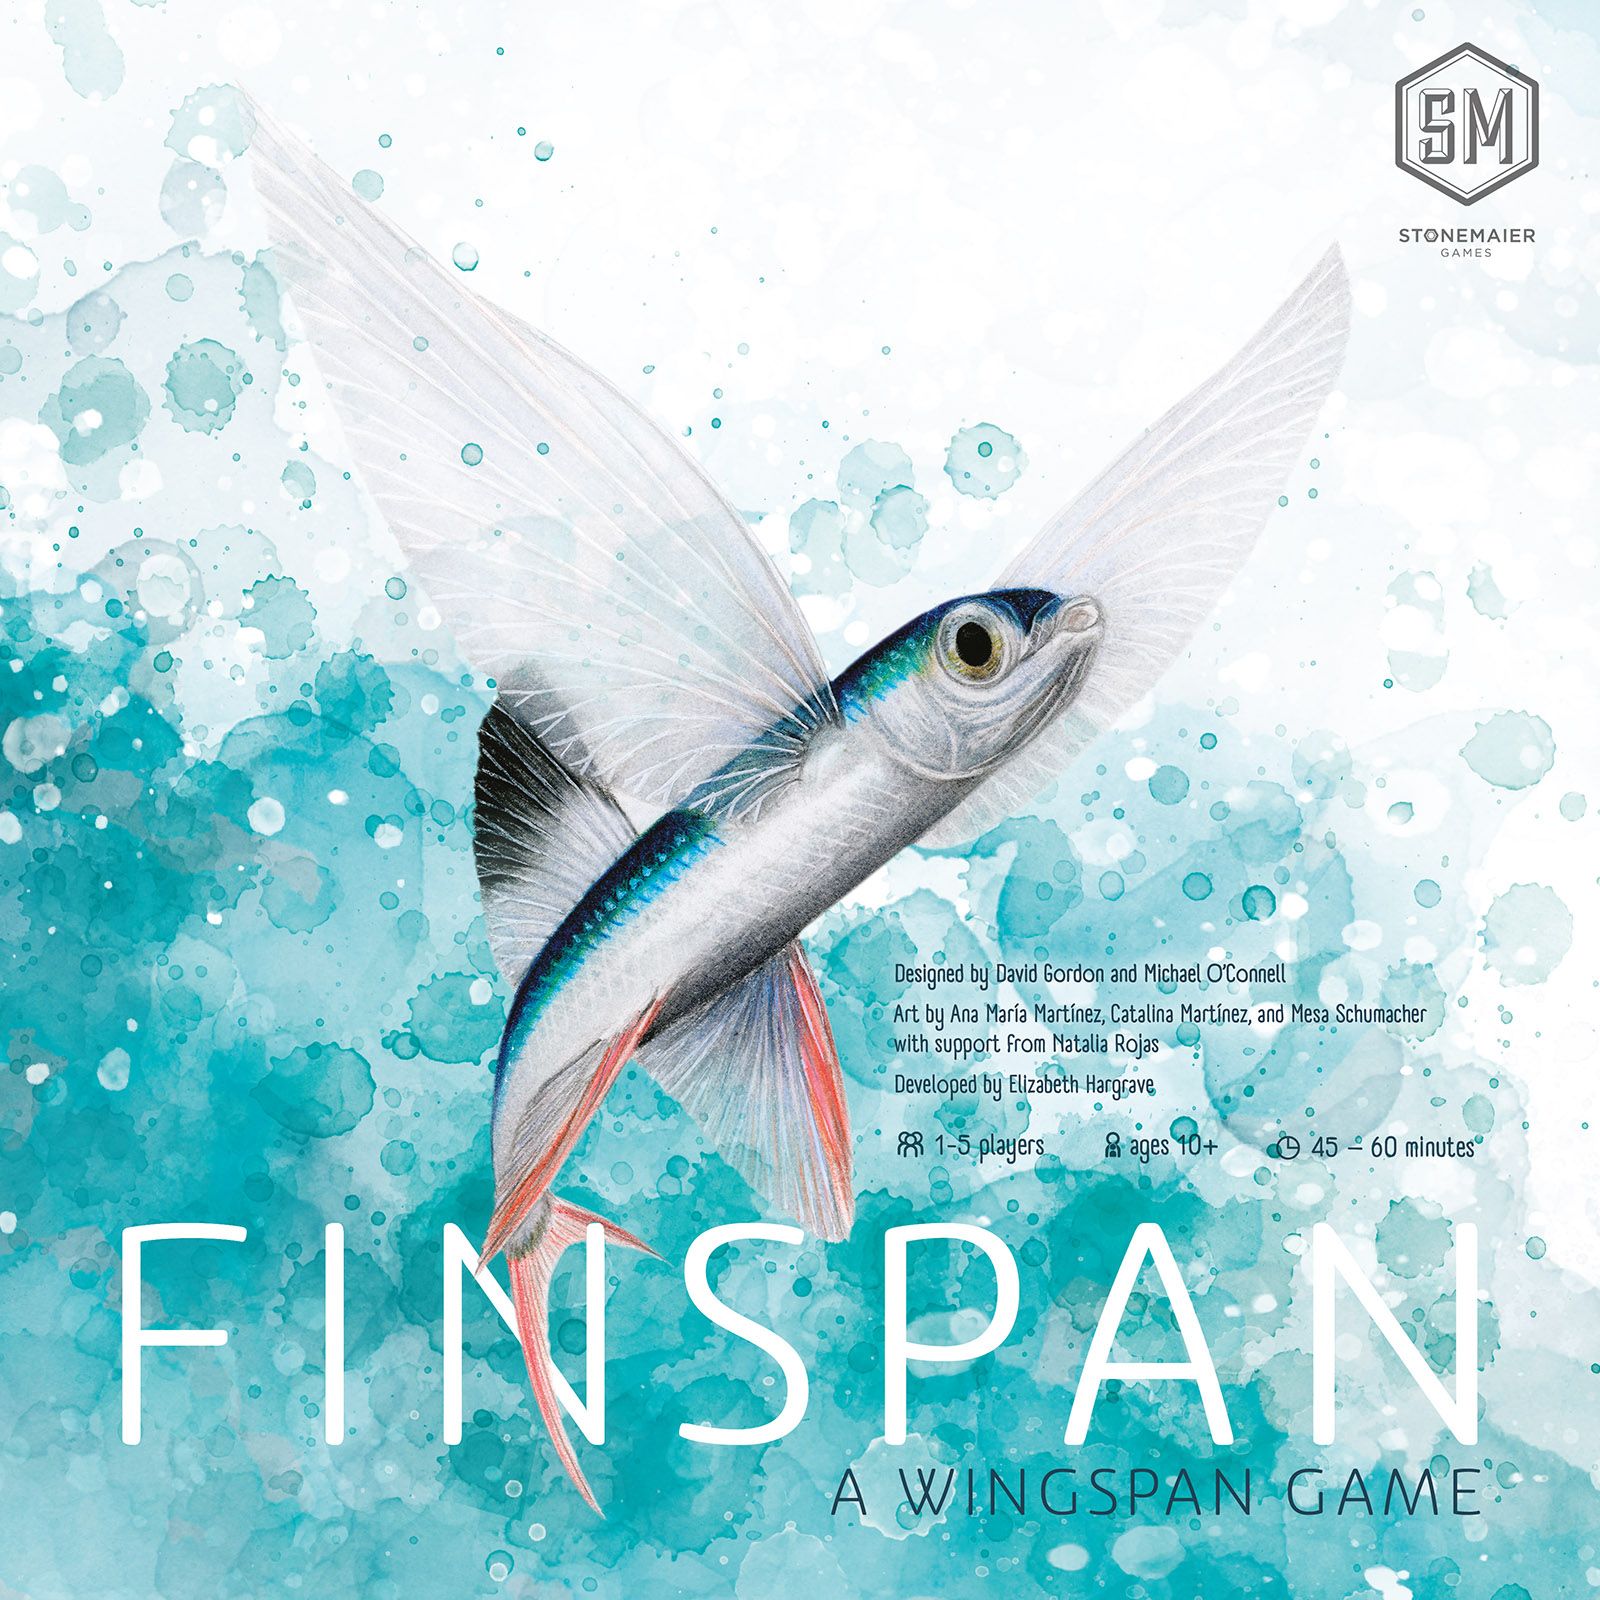 SM
STONEMAIER
GAMES
Designed by David Gordon and Michael O'Connell
Art by Ana María Martínez, Catalina Martínez, and Mesa Schumacher
with support from Natalia Rojas
Developed by Elizabeth Hargrave
1-5 players ages 10+ 45 – 60 minutes
FINSPAN
A WINGSPAN GAME